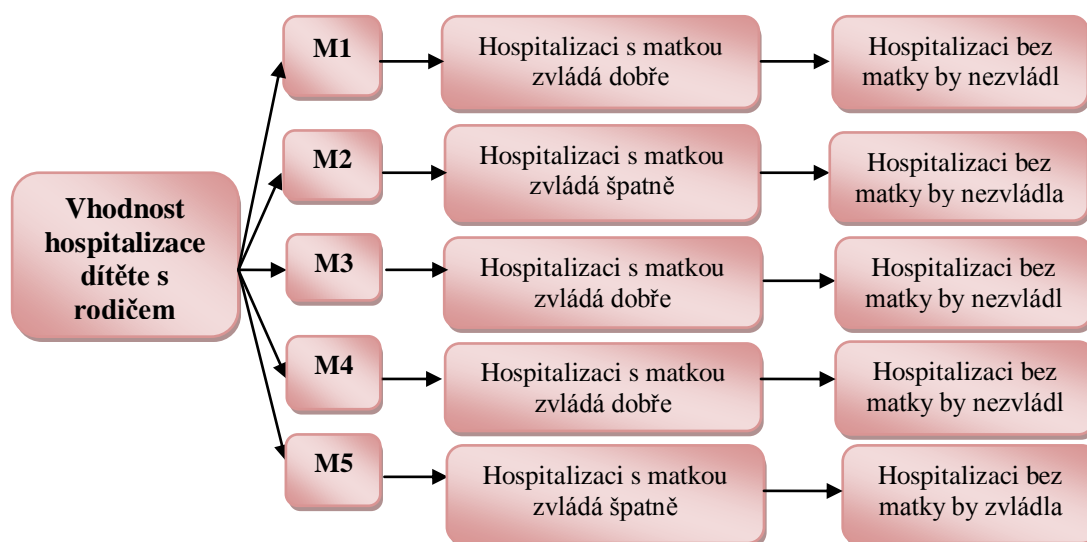 Vhodnost
hospitalizace
dítěte s
rodičem
M1
Hospitalizaci s matkou
zvládá dobře
Hospitalizaci bez
matky by nezvládl
M2
Hospitalizaci s matkou
zvládá špatně
Hospitalizaci bez
matky by nezvládla
M3
Hospitalizaci s matkou
zvládá dobře
Hospitalizaci bez
matky by nezvládl
M4
Hospitalizaci s matkou
zvládá dobře
Hospitalizaci bez
matky by nezvládl
M5
Hospitalizaci s matkou
zvládá špatně
Hospitalizaci bez
matky by zvládla